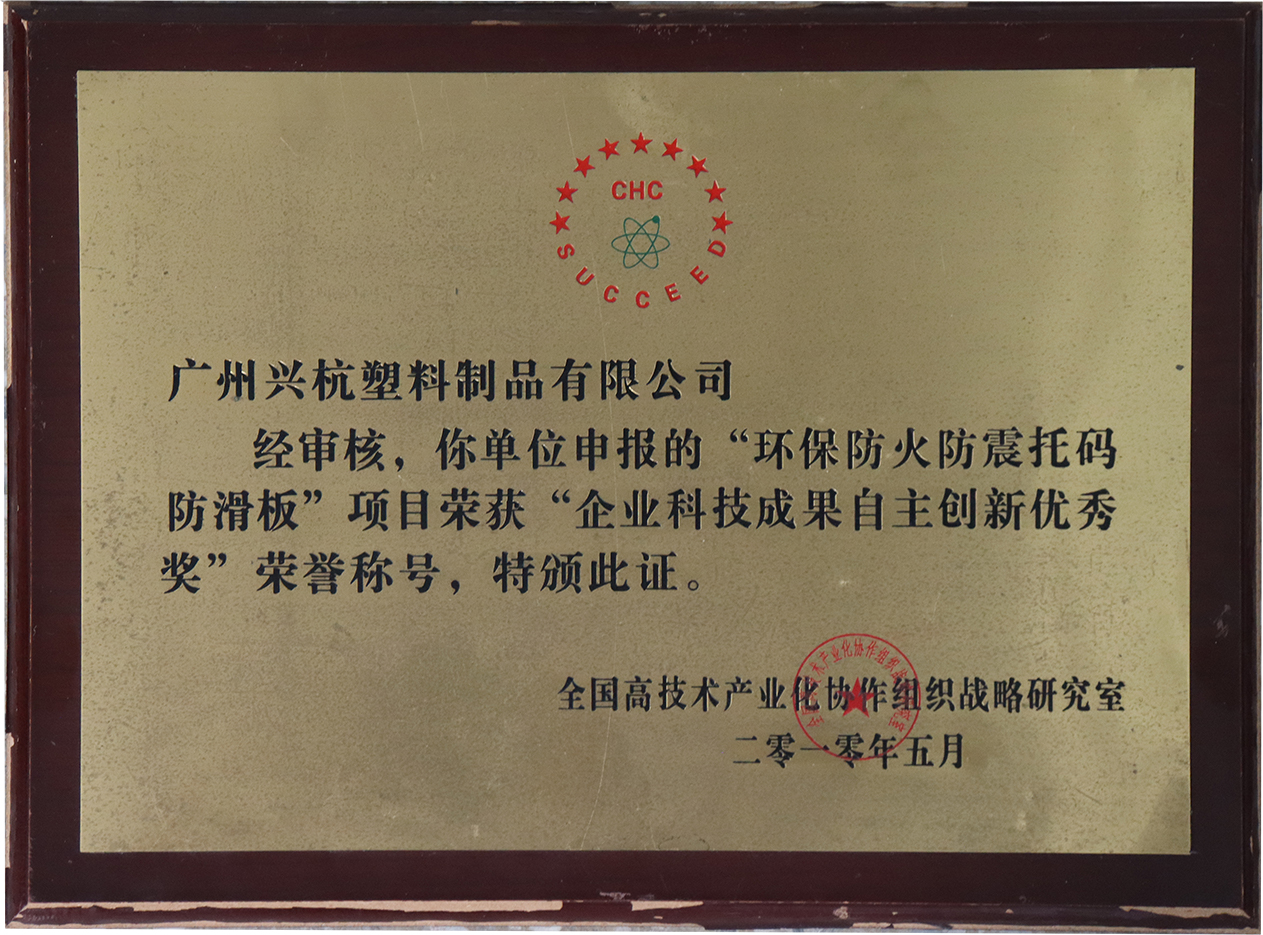 CHC
SUCCEED
广州兴杭塑料制品有限公司
经审核，你单位申报的“环保防火防震托码
防滑板”项目荣获“企业科技成果自主创新优秀
奖”荣誉称号，特颁此证。
全国高技术产业化协作组织战略研究室
二零一零年五月